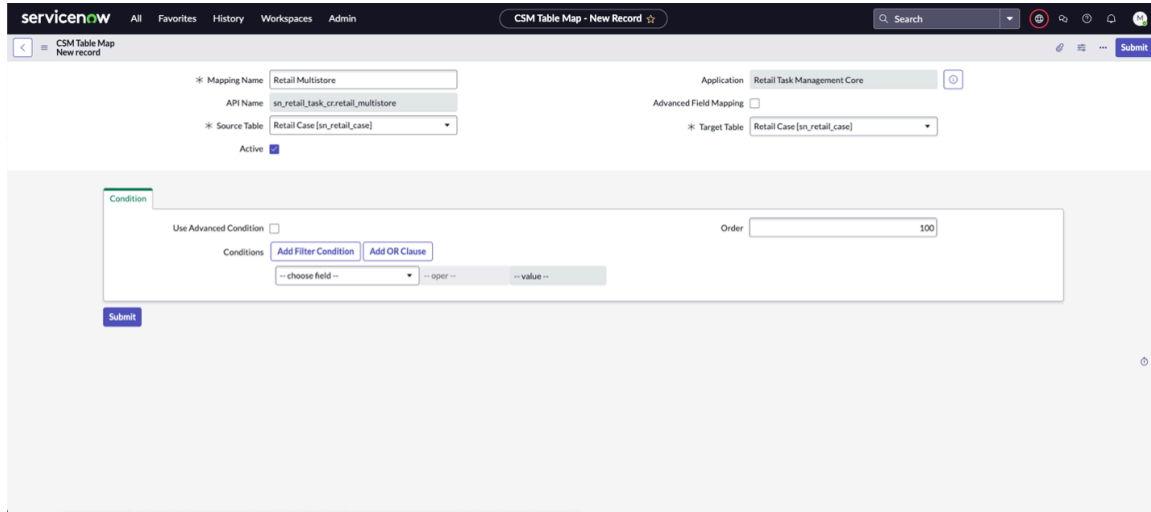 servicenow All Favorites History Workspaces Admin CSM Table Map - New Record Search M
CSM Table Map
New record
Submit
Mapping Name Retail Multistore Application Retail Task Management Core
API Name sn_retail_task_cr.retail_multistore Advanced Field Mapping
Source Table Retail Case [sn_retail_case] Target Table Retail Case [sn_retail_case]
Active
Condition
Use Advanced Condition Order 100
Conditions Add Filter Condition Add OR Clause
-- choose field -- -- oper -- -- value --
Submit